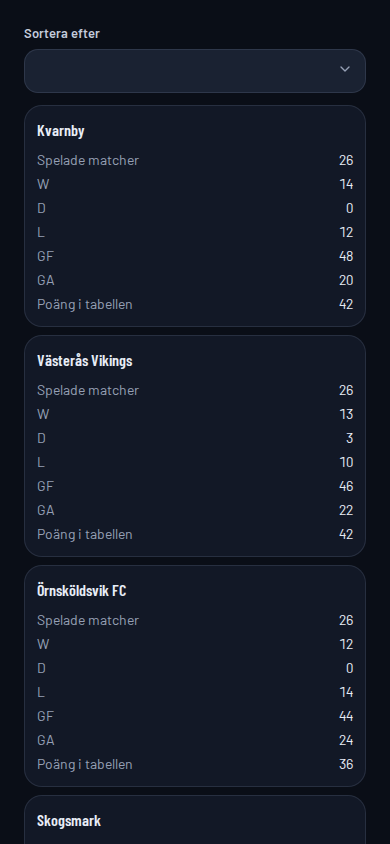 Sortera efter
Kvarnby
Spelade matcher 26
W 14
D 0
L 12
GF 48
GA 20
Poäng i tabellen 42
Västerås Vikings
Spelade matcher 26
W 13
D 3
L 10
GF 46
GA 22
Poäng i tabellen 42
Örnsköldsvik FC
Spelade matcher 26
W 12
D 0
L 14
GF 44
GA 24
Poäng i tabellen 36
Skogsmark